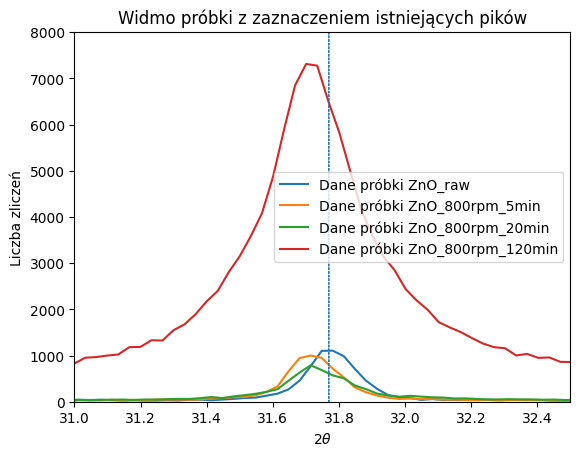 Widmo próbki z zaznaczeniem istniejących pików
8000
7000
6000
5000
4000
3000
2000
1000
0
Liczba zliczeń
Dane próbki ZnO_raw
Dane próbki ZnO_800rpm_5min
Dane próbki ZnO_800rpm_20min
Dane próbki ZnO_800rpm_120min
31.0 31.2 31.4 31.6 31.8 32.0 32.2 32.4
2θ